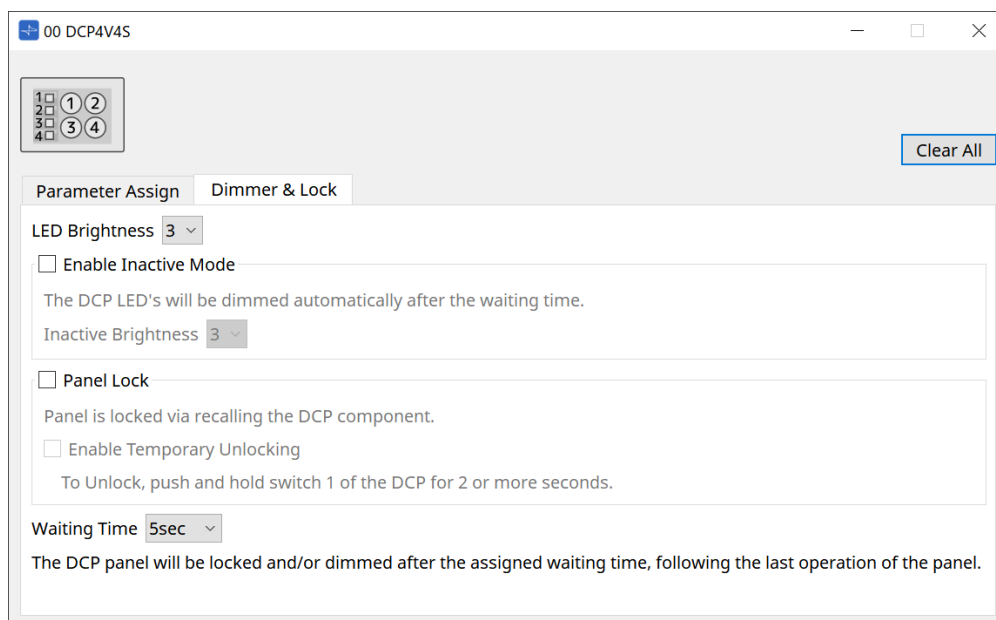 00 DCP4V4S
1 1 2
2
3 3 4
4
Clear All
Parameter Assign Dimmer & Lock
LED Brightness 3
Enable Inactive Mode
The DCP LED's will be dimmed automatically after the waiting time.
Inactive Brightness 3
Panel Lock
Panel is locked via recalling the DCP component.
Enable Temporary Unlocking
To Unlock, push and hold switch 1 of the DCP for 2 or more seconds.
Waiting Time 5sec
The DCP panel will be locked and/or dimmed after the assigned waiting time, following the last operation of the panel.